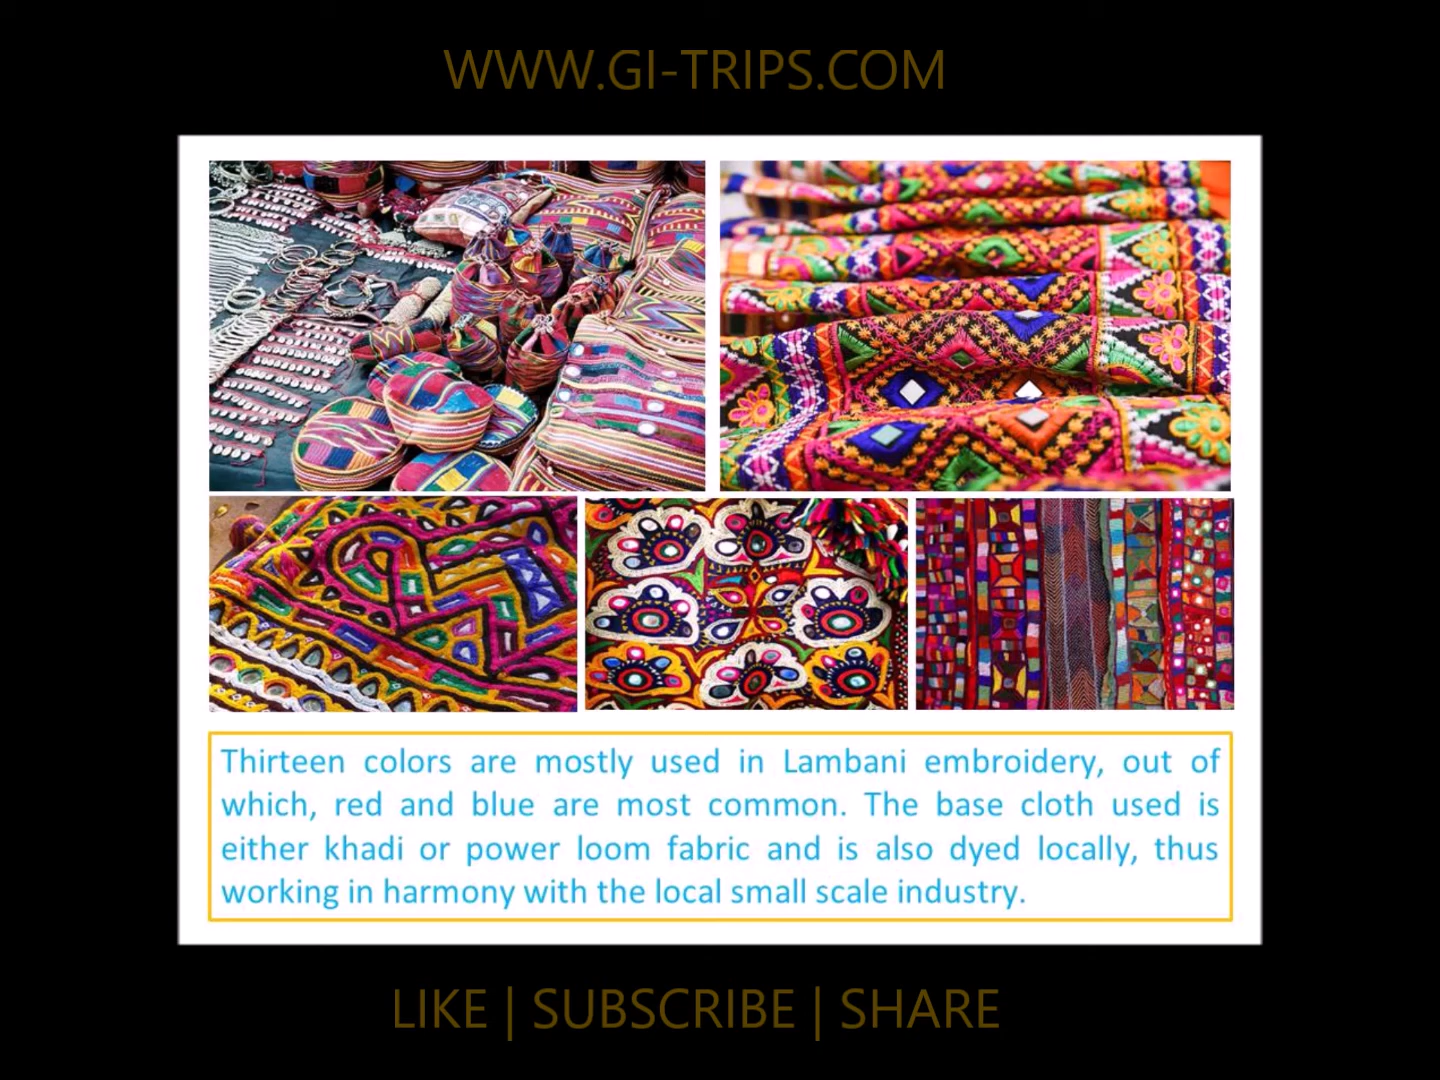 WWW.GI-TRIPS.COM
Thirteen colors are mostly used in Lambani embroidery, out of
which, red and blue are most common. The base cloth used is
either khadi or power loom fabric and is also dyed locally, thus
working in harmony with the local small scale industry.
LIKE | SUBSCRIBE | SHARE